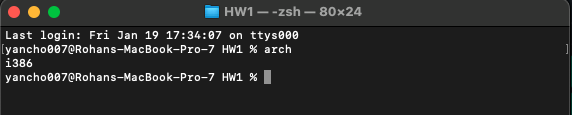 HW1 — -zsh — 80×24
Last login: Fri Jan 19 17:34:07 on ttys000
[yancho007@Rohans-MacBook-Pro-7 HW1 % arch ]
i386
yancho007@Rohans-MacBook-Pro-7 HW1 %